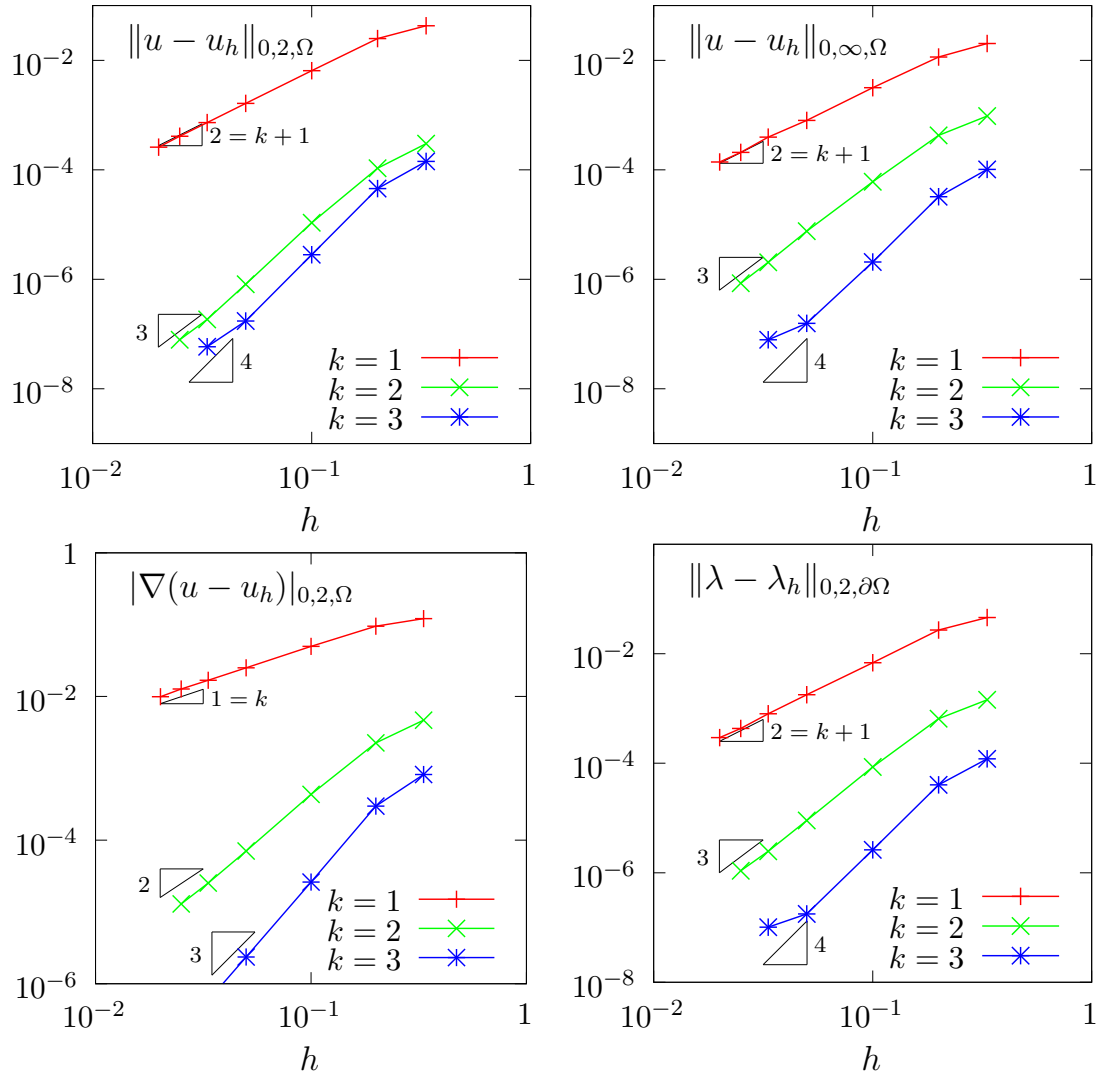 ‖u − u_h‖_{0,2,Ω}
10^{−2}
10^{−4}
10^{−6}
10^{−8}
2 = k + 1
3
4
k = 1
k = 2
k = 3
10^{−2} 10^{−1} 1
h
‖u − u_h‖_{0,∞,Ω}
10^{−2}
10^{−4}
10^{−6}
10^{−8}
2 = k + 1
3
4
k = 1
k = 2
k = 3
10^{−2} 10^{−1} 1
h
|∇(u − u_h)|_{0,2,Ω}
1
10^{−2}
10^{−4}
10^{−6}
1 = k
2
3
k = 1
k = 2
k = 3
10^{−2} 10^{−1} 1
h
‖λ − λ_h‖_{0,2,∂Ω}
10^{−2}
10^{−4}
10^{−6}
10^{−8}
2 = k + 1
3
4
k = 1
k = 2
k = 3
10^{−2} 10^{−1} 1
h